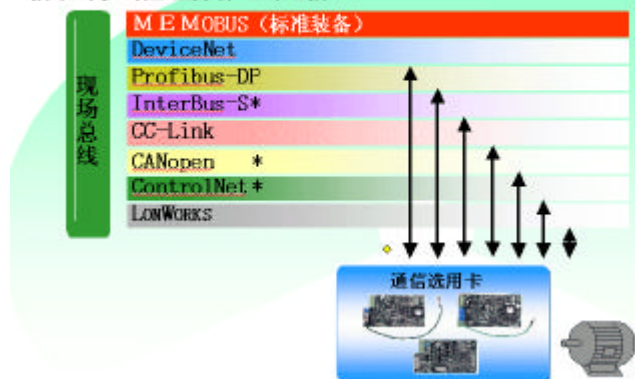 ＭＥＭOBUS（标准装备）
DeviceNet
Profibus-DP
InterBus-S*
CC-Link
CANopen *
ControlNet*
LONWORKS
现场总线
通信选用卡